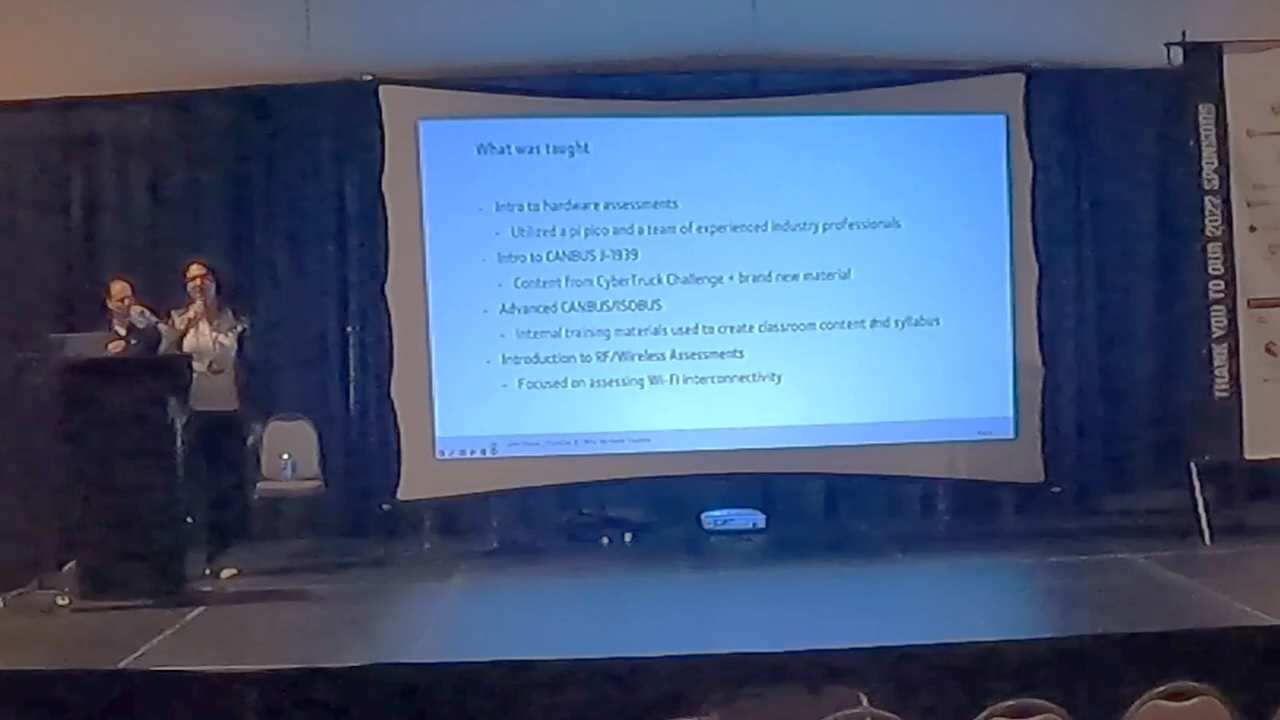 What was taught
- Intro to hardware assessments
- Utilized a pi pico and a team of experienced industry professionals
- Intro to CANBUS J-1939
- Content from CyberTruck Challenge + brand new material
- Advanced CANBUS/ISOBUS
- Internal training materials used to create classroom content and syllabus
- Introduction to RF/Wireless Assessments
- Focused on assessing Wi-Fi interconnectivity
THANK YOU TO OUR 2022 SPONSORS